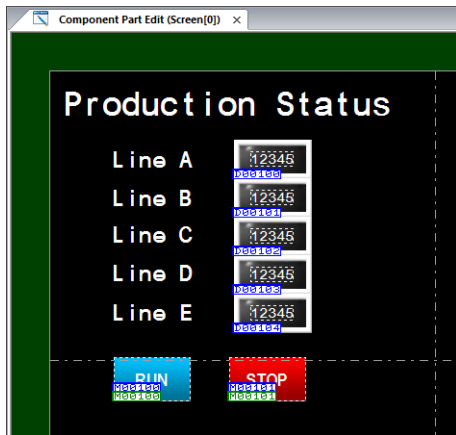 Component Part Edit (Screen[0]) ×
Production Status
Line A 12345
D00100
Line B 12345
D00101
Line C 12345
D00102
Line D 12345
D00103
Line E 12345
D00104
RUN STOP
M00100 M00101
M00100 M00101